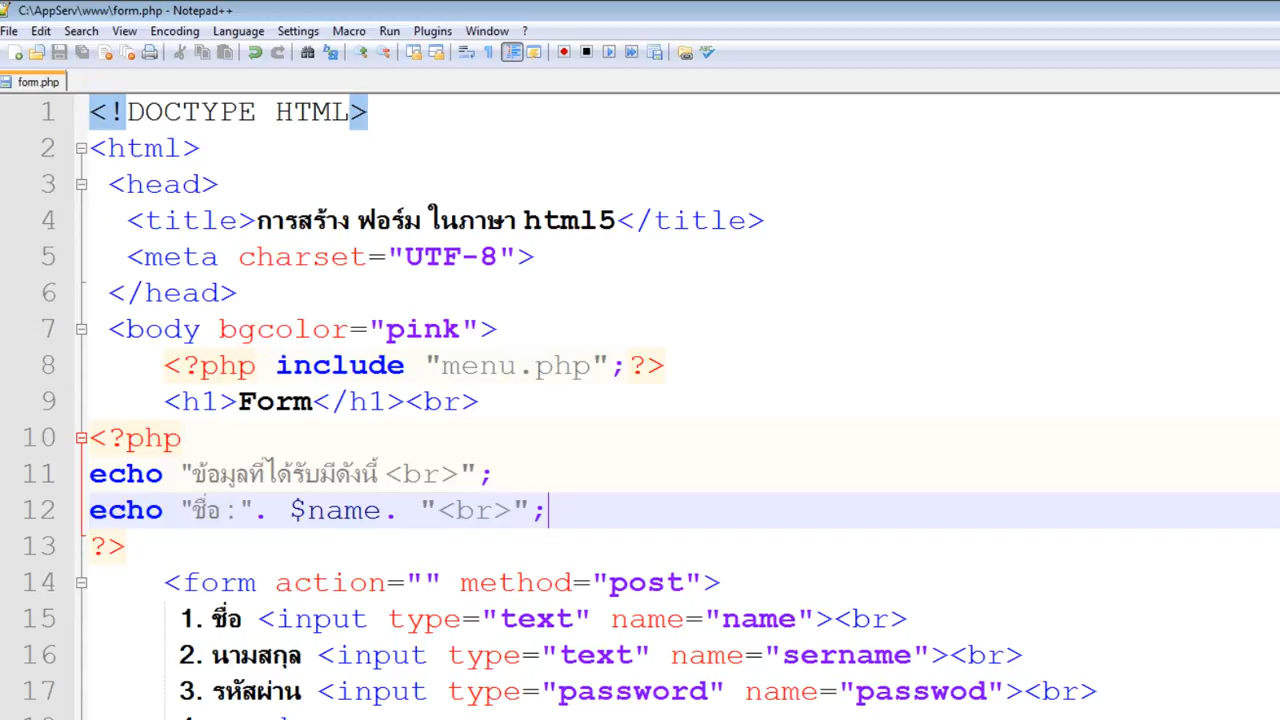 C:\AppServ\www\form.php - Notepad++
File Edit Search View Encoding Language Settings Macro Run Plugins Window ?
form.php
1 <!DOCTYPE HTML>
2 <html>
3 <head>
4 <title>การสร้าง ฟอร์ม ในภาษา html5</title>
5 <meta charset="UTF-8">
6 </head>
7 <body bgcolor="pink">
8 <?php include "menu.php";?>
9 <h1>Form</h1><br>
10 <?php
11 echo "ข้อมูลที่ได้รับมีดังนี้ <br>";
12 echo "ชื่อ : ". $name. "<br>";
13 ?>
14 <form action="" method="post">
15 1. ชื่อ <input type="text" name="name"><br>
16 2. นามสกุล <input type="text" name="sername"><br>
17 3. รหัสผ่าน <input type="password" name="passwod"><br>